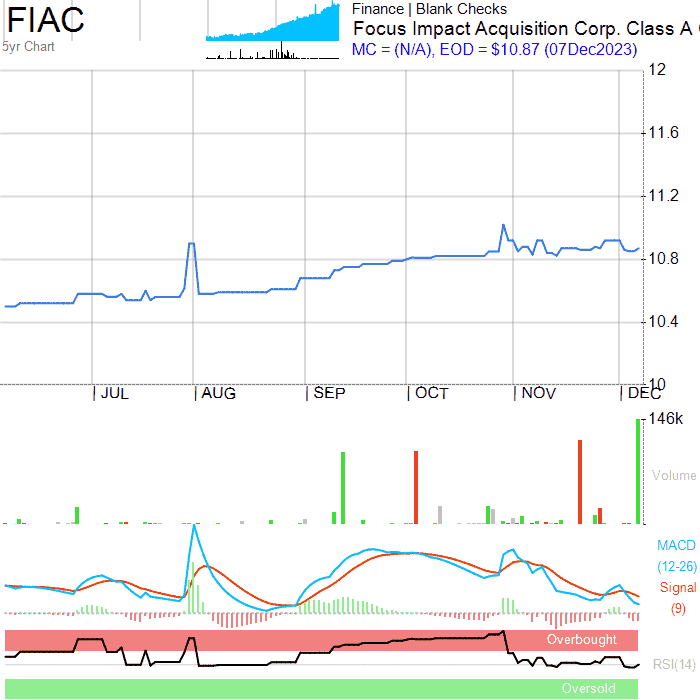 FIAC
5yr Chart
Finance | Blank Checks
Focus Impact Acquisition Corp. Class A
MC = (N/A), EOD = $10.87 (07Dec2023)
12
11.6
11.2
10.8
10.4
10
JUL AUG SEP OCT NOV DEC
146k
Volume
MACD
(12-26)
Signal
(9)
Overbought
RSI(14)
Oversold